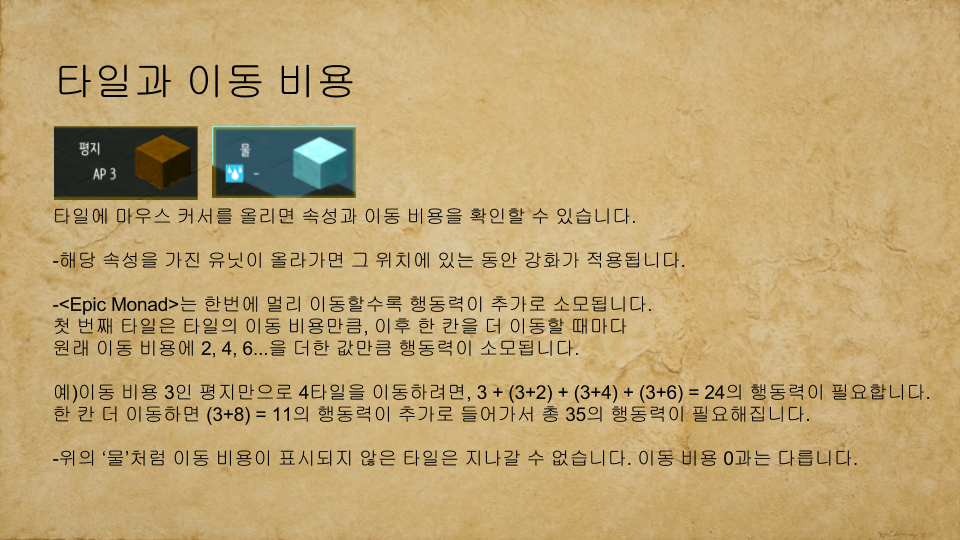 타일과 이동 비용
평지
AP 3
물
-
타일에 마우스 커서를 올리면 속성과 이동 비용을 확인할 수 있습니다.
-해당 속성을 가진 유닛이 올라가면 그 위치에 있는 동안 강화가 적용됩니다.
-<Epic Monad>는 한번에 멀리 이동할수록 행동력이 추가로 소모됩니다.
첫 번째 타일은 타일의 이동 비용만큼, 이후 한 칸을 더 이동할 때마다
원래 이동 비용에 2, 4, 6...을 더한 값만큼 행동력이 소모됩니다.
예)이동 비용 3인 평지만으로 4타일을 이동하려면, 3 + (3+2) + (3+4) + (3+6) = 24의 행동력이 필요합니다.
한 칸 더 이동하면 (3+8) = 11의 행동력이 추가로 들어가서 총 35의 행동력이 필요해집니다.
-위의 ‘물’처럼 이동 비용이 표시되지 않은 타일은 지나갈 수 없습니다. 이동 비용 0과는 다릅니다.